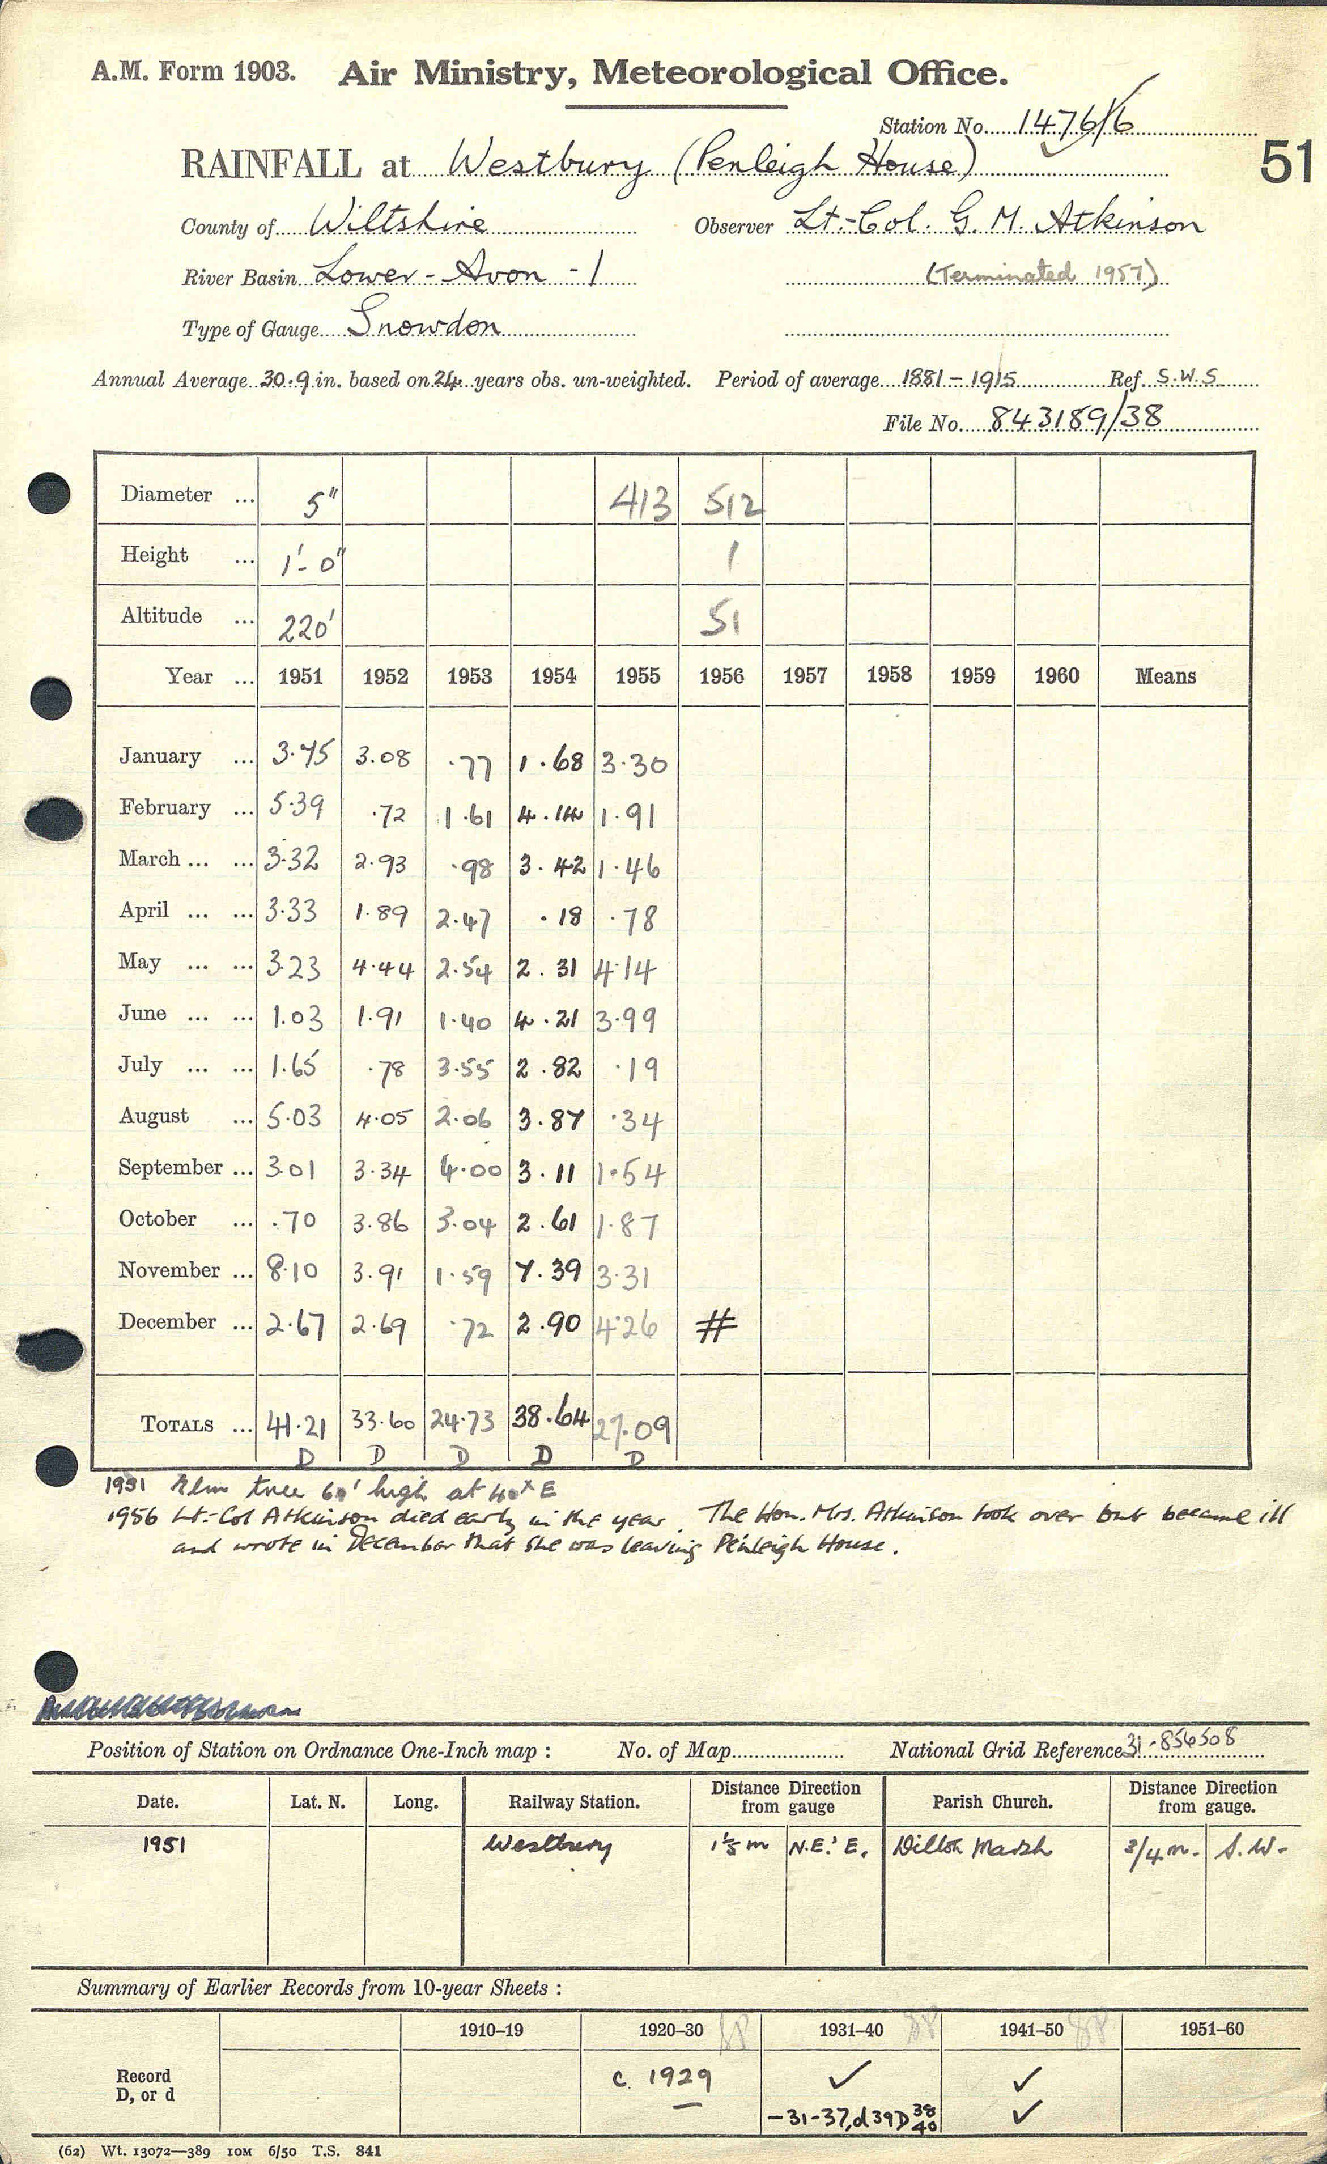 A.M. Form 1903. Air Ministry, Meteorological Office.
Station No. 1476/6
51
RAINFALL at Westbury (Penleigh House)
County of Wiltshire Observer Lt.-Col. G. M. Atkinson
River Basin Lower-Avon-1 (Terminated 1957)
Type of Gauge Snowdon
Annual Average 30.9 in. based on 24 years obs. un-weighted. Period of average 1881-1915 Ref. S.W.S
File No. 843189/38
Diameter ... 5" 413 512
Height ... 1'-0" 1
Altitude ... 220' 51
Year ... 1951 1952 1953 1954 1955 1956 1957 1958 1959 1960 Means
January ... 3.75 3.08 .77 1.68 3.30
February ... 5.39 .72 1.61 4.14 1.91
March ... ... 3.32 2.93 .98 3.42 1.46
April ... ... 3.33 1.89 2.47 .18 .78
May ... ... 3.23 4.44 2.54 2.31 4.14
June ... ... 1.03 1.91 1.40 4.21 3.99
July ... ... 1.65 .78 3.55 2.82 .19
August ... 5.03 4.05 2.06 3.87 .34
September ... 3.01 3.34 4.00 3.11 1.54
October ... .70 3.86 3.04 2.61 1.87
November ... 8.10 3.91 1.59 7.39 3.31
December ... 2.67 2.69 .72 2.90 4.26 #
TOTALS ... 41.21 33.60 24.73 38.64 27.09
D D D D D
1951 Elm tree 60' high at 40x E
1956 Lt.-Col Atkinson died early in the year. The Hon. Mrs. Atkinson took over but became ill
and wrote in December that she was leaving Penleigh House.
Position of Station on Ordnance One-Inch map : No. of Map National Grid Reference 31-856508
Date. Lat. N. Long. Railway Station. Distance Direction from gauge Parish Church. Distance Direction from gauge.
1951 Westbury 1⅓ m N.E.'E. Dilton Marsh 3/4 m. S.W.
Summary of Earlier Records from 10-year Sheets :
1910-19 1920-30 1931-40 1941-50 1951-60
Record D, or d c. 1929 ✓ ✓
-31-37,d39D 38 40 ✓
(62) Wt. 13072—389 10M 6/50 T.S. 841